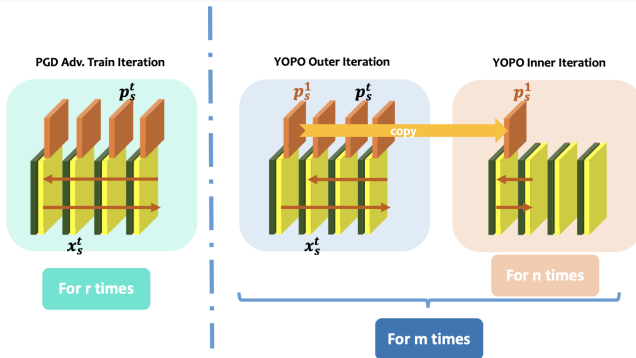 PGD Adv. Train Iteration
YOPO Outer Iteration
YOPO Inner Iteration
p_s^t
p_s^1
p_s^t
p_s^1
copy
x_s^t
x_s^t
For r times
For n times
For m times